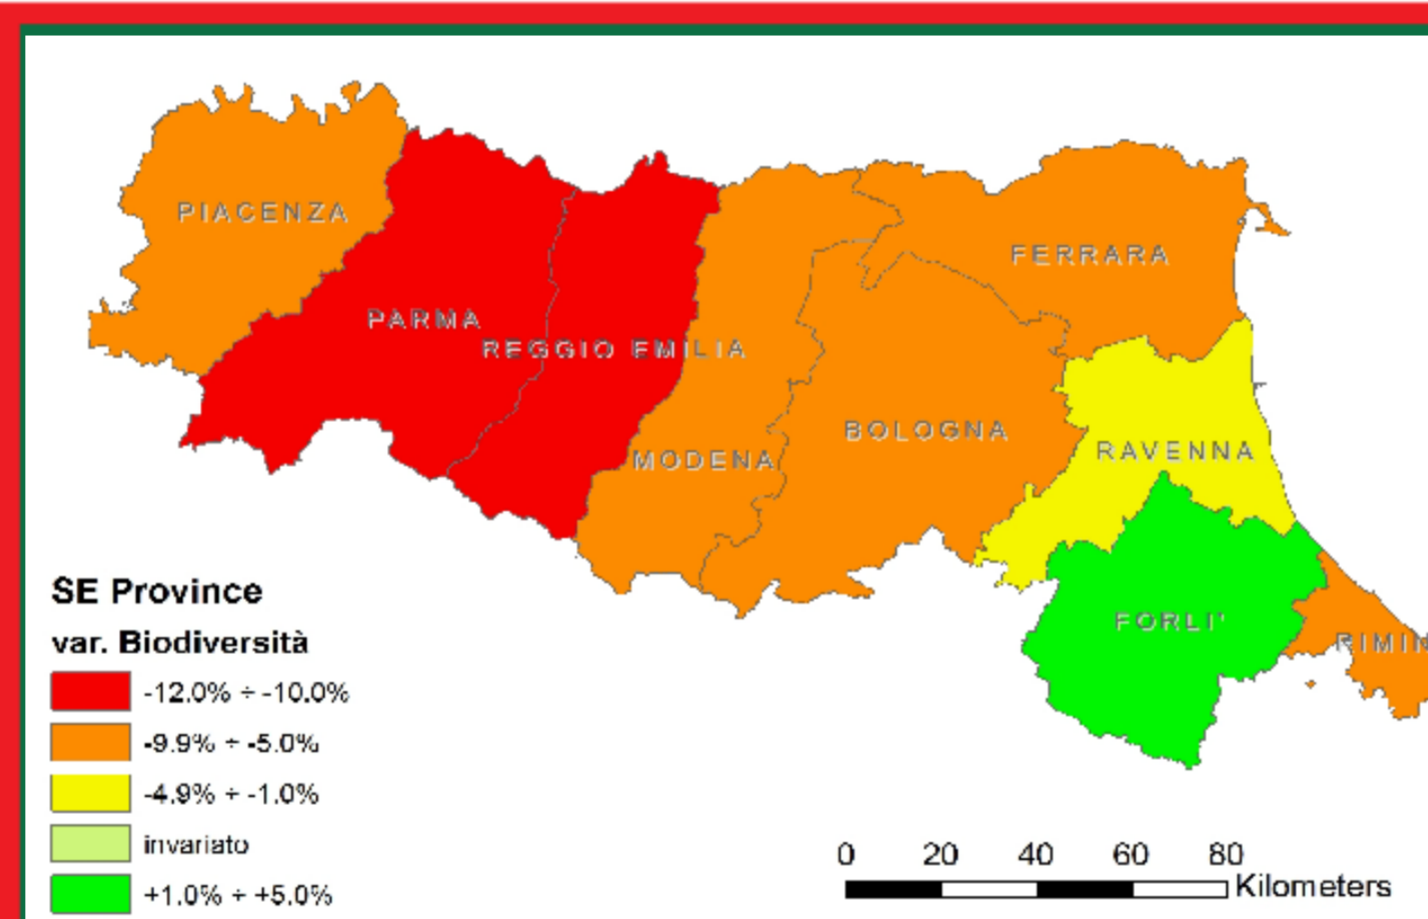 PIACENZA
FERRARA
PARMA
REGGIO EMILIA
BOLOGNA
RAVENNA
MODENA
FORLI'
RIMIN
SE Province
var. Biodiversità
-12.0% ÷ -10.0%
-9.9% ÷ -5.0%
-4.9% ÷ -1.0%
invariato
+1.0% ÷ +5.0%
0 20 40 60 80
Kilometers